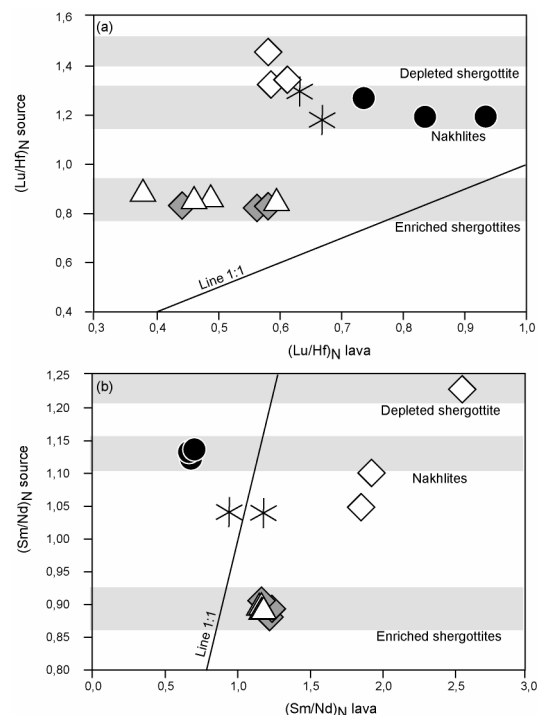 (a)
1,6
1,4
1,2
1,0
0,8
0,6
0,4
(Lu/Hf)N source
Depleted shergottite
Nakhlites
Enriched shergottites
Line 1:1
0,3 0,4 0,5 0,6 0,7 0,8 0,9 1,0
(Lu/Hf)N lava
(b)
1,25
1,20
1,15
1,10
1,05
1,00
0,95
0,90
0,85
0,80
(Sm/Nd)N source
Depleted shergottite
Nakhlites
Enriched shergottites
Line 1:1
0,0 0,5 1,0 1,5 2,0 2,5 3,0
(Sm/Nd)N lava